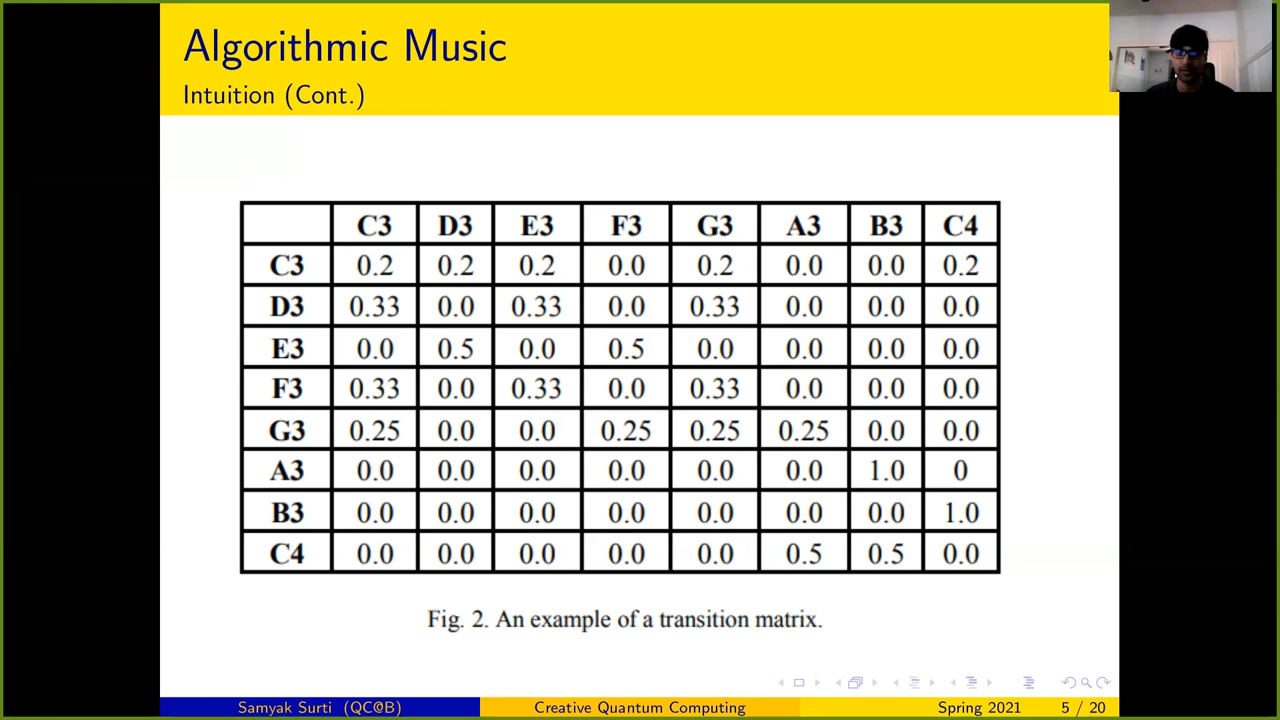 Algorithmic Music
Intuition (Cont.)
C3 D3 E3 F3 G3 A3 B3 C4
C3 0.2 0.2 0.2 0.0 0.2 0.0 0.0 0.2
D3 0.33 0.0 0.33 0.0 0.33 0.0 0.0 0.0
E3 0.0 0.5 0.0 0.5 0.0 0.0 0.0 0.0
F3 0.33 0.0 0.33 0.0 0.33 0.0 0.0 0.0
G3 0.25 0.0 0.0 0.25 0.25 0.25 0.0 0.0
A3 0.0 0.0 0.0 0.0 0.0 0.0 1.0 0
B3 0.0 0.0 0.0 0.0 0.0 0.0 0.0 1.0
C4 0.0 0.0 0.0 0.0 0.0 0.5 0.5 0.0
Fig. 2. An example of a transition matrix.
Samyak Surti (QC@B) Creative Quantum Computing Spring 2021 5 / 20